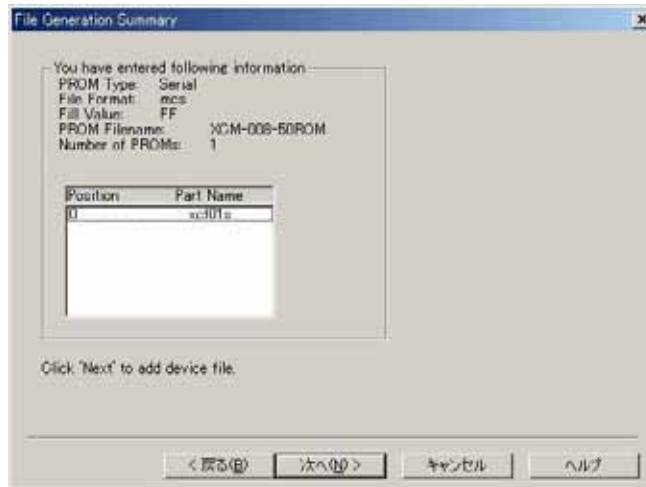 File Generation Summary
You have entered following information
PROM Type: Serial
File Format: mcs
Fill Value: FF
PROM Filename: XCM-008-50ROM
Number of PROMs: 1
Position Part Name
0 xcf01s
Click "Next" to add device file.
< 戻る(B) 次へ(N) > キャンセル ヘルプ